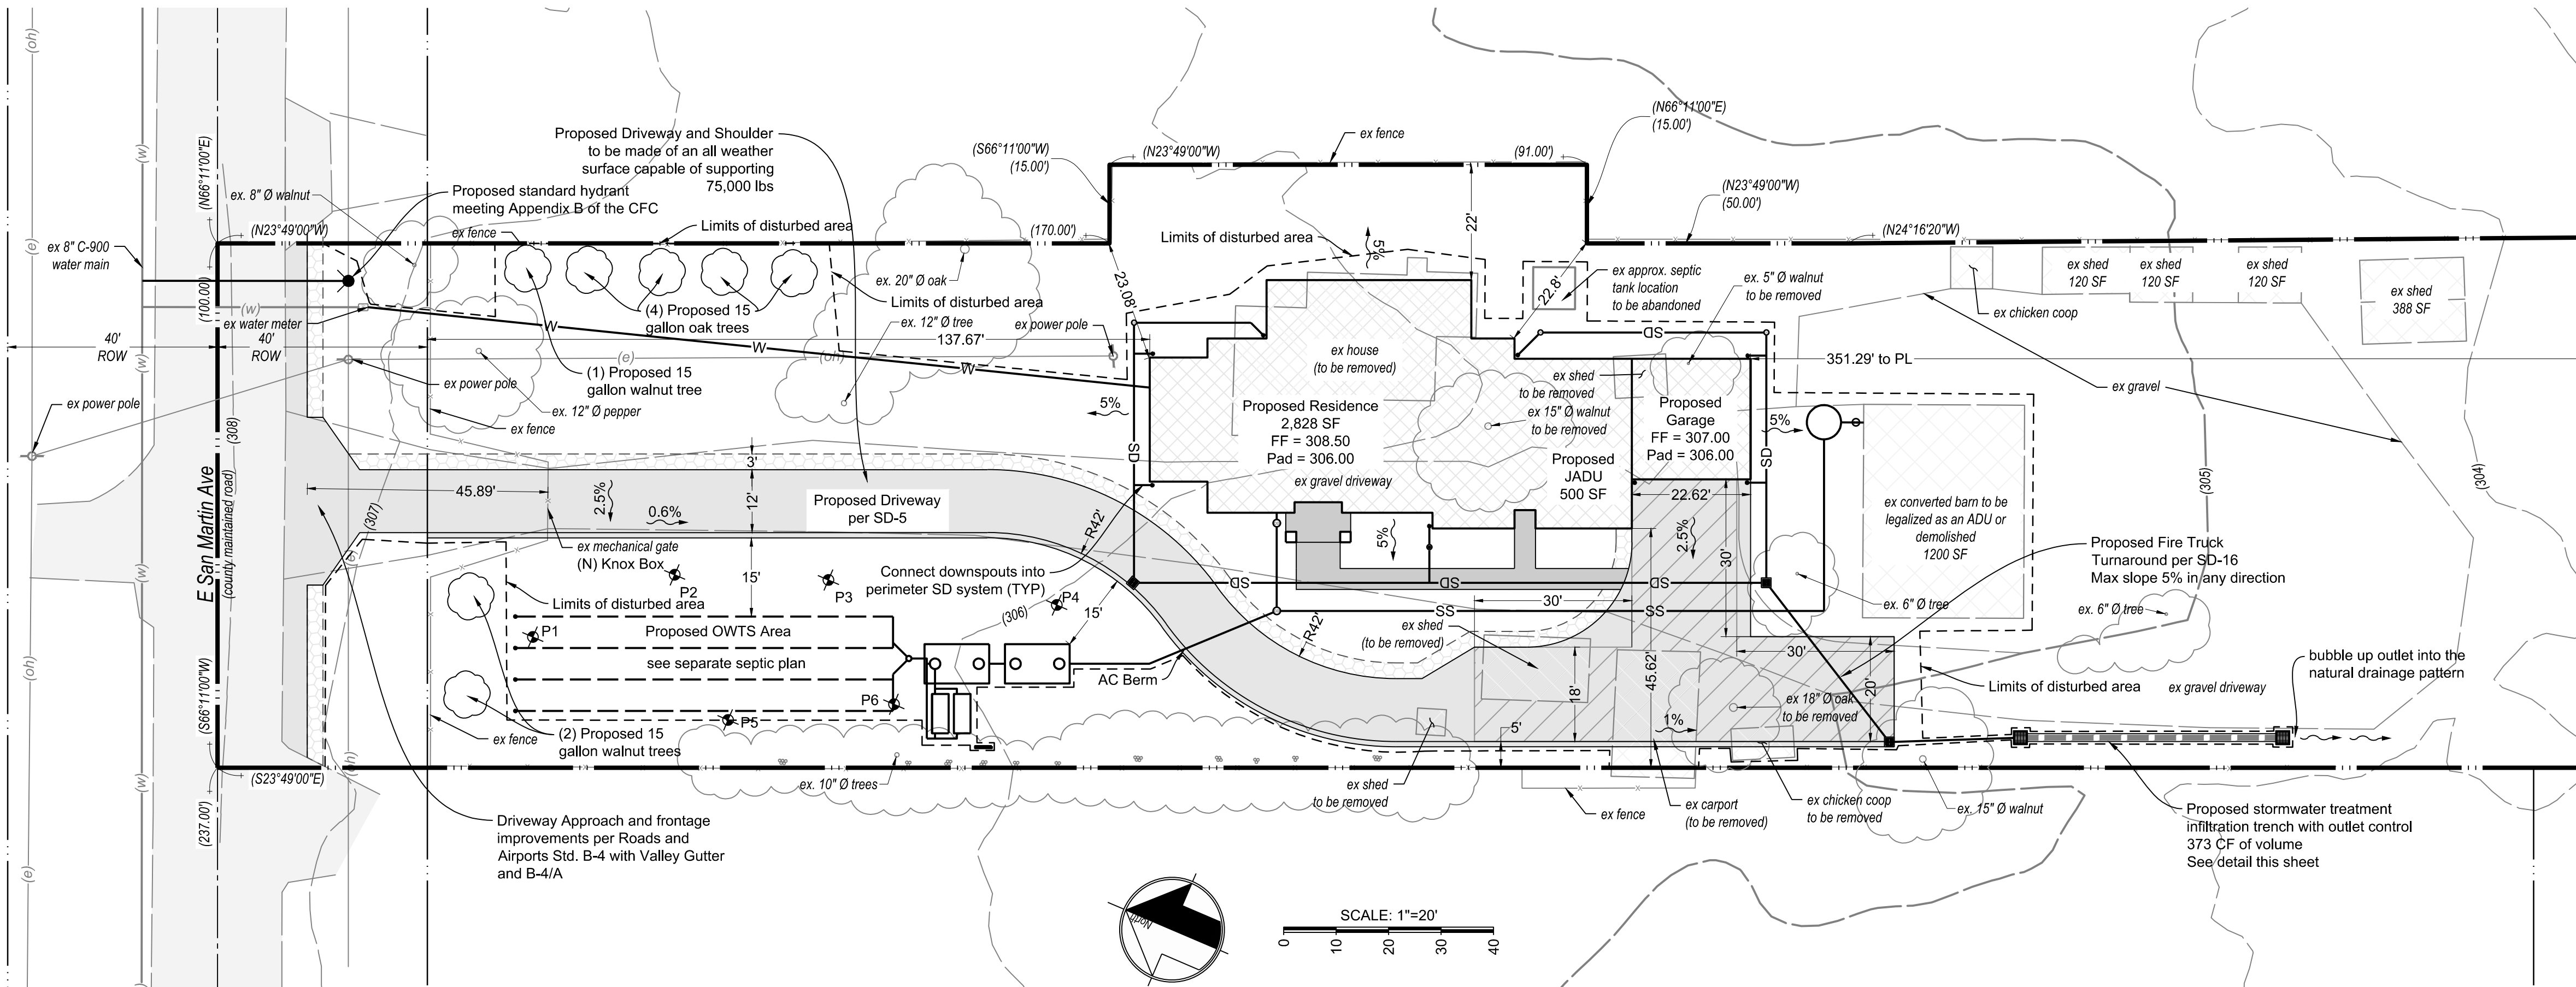 (oh)
(w)
(e)
(N66°11'00"E)
(100.00')
ex. 8" Ø walnut
ex 8" C-900
water main
(N23°49'00"W)
ex fence
Proposed Driveway and Shoulder
to be made of an all weather
surface capable of supporting
75,000 lbs
Proposed standard hydrant
meeting Appendix B of the CFC
Limits of disturbed area
(170.00')
(S66°11'00"W)
(15.00')
(N23°49'00"W)
ex fence
(91.00')
(N66°11'00"E)
(15.00')
(N23°49'00"W)
(50.00')
(N24°16'20"W)
22'
5%
Limits of disturbed area
23.08'
22.8'
ex approx. septic
tank location
to be abandoned
ex. 5" Ø walnut
to be removed
ex chicken coop
ex shed
120 SF
ex shed
120 SF
ex shed
120 SF
ex shed
388 SF
ex. 20" Ø oak
Limits of disturbed area
ex. 12" Ø tree
ex power pole
(4) Proposed 15
gallon oak trees
137.67'
(w)
ex water meter
W
W
W
(e)
(oh)
40'
ROW
40'
ROW
ex power pole
(1) Proposed 15
gallon walnut tree
ex. 12" Ø pepper
ex fence
ex power pole
(308)
E San Martin Ave
(county maintained road)
(307)
5%
ex house
(to be removed)
Proposed Residence
2,828 SF
FF = 308.50
Pad = 306.00
ex gravel driveway
ex shed
to be removed
ex 15" Ø walnut
to be removed
Proposed
JADU
500 SF
Proposed
Garage
FF = 307.00
Pad = 306.00
SD
SD
SD
5%
351.29' to PL
ex gravel
(305)
(304)
3'
12'
45.89'
2.5%
0.6%
Proposed Driveway
per SD-5
R42'
22.62'
2.5%
30'
5%
ex converted barn to be
legalized as an ADU or
demolished
1200 SF
ex mechanical gate
(N) Knox Box
15'
P2
P3
P4
P1
P5
P6
Connect downspouts into
perimeter SD system (TYP)
(306)
15'
SD
SD
SD
SS
SS
30'
R42'
ex shed
(to be removed)
45.62'
18'
30'
20'
ex. 6" Ø tree
Proposed Fire Truck
Turnaround per SD-16
Max slope 5% in any direction
ex. 6" Ø tree
Limits of disturbed area
Proposed OWTS Area
see separate septic plan
AC Berm
1%
5'
ex 18" Ø oak
to be removed
Limits of disturbed area
ex gravel driveway
bubble up outlet into the
natural drainage pattern
(S66°11'00"W)
(237.00')
(S23°49'00"E)
(oh)
(e)
(w)
ex fence
(2) Proposed 15
gallon walnut trees
ex. 10" Ø trees
ex shed
to be removed
ex fence
ex carport
(to be removed)
ex chicken coop
to be removed
ex. 15" Ø walnut
Proposed stormwater treatment
infiltration trench with outlet control
373 CF of volume
See detail this sheet
Driveway Approach and frontage
improvements per Roads and
Airports Std. B-4 with Valley Gutter
and B-4/A
North
SCALE: 1"=20'
0
10
20
30
40